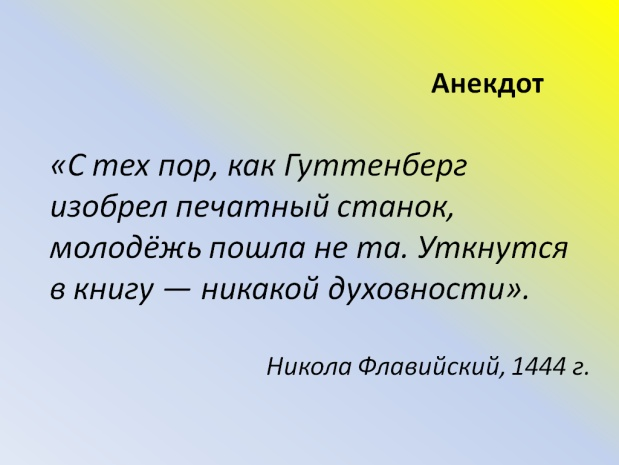 Анекдот
«С тех пор, как Гуттенберг
изобрел печатный станок,
молодёжь пошла не та. Уткнутся
в книгу — никакой духовности».
Никола Флавийский, 1444 г.